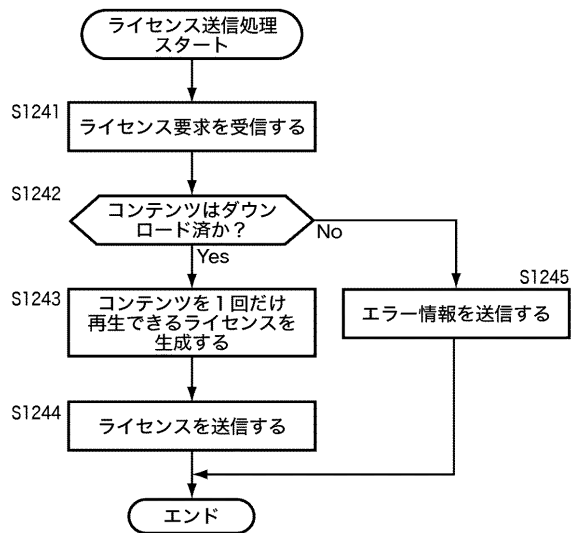 ライセンス送信処理
スタート
S1241
ライセンス要求を受信する
S1242
コンテンツはダウン
ロード済か？
No
Yes
S1243
コンテンツを１回だけ
再生できるライセンスを
生成する
S1245
エラー情報を送信する
S1244
ライセンスを送信する
エンド